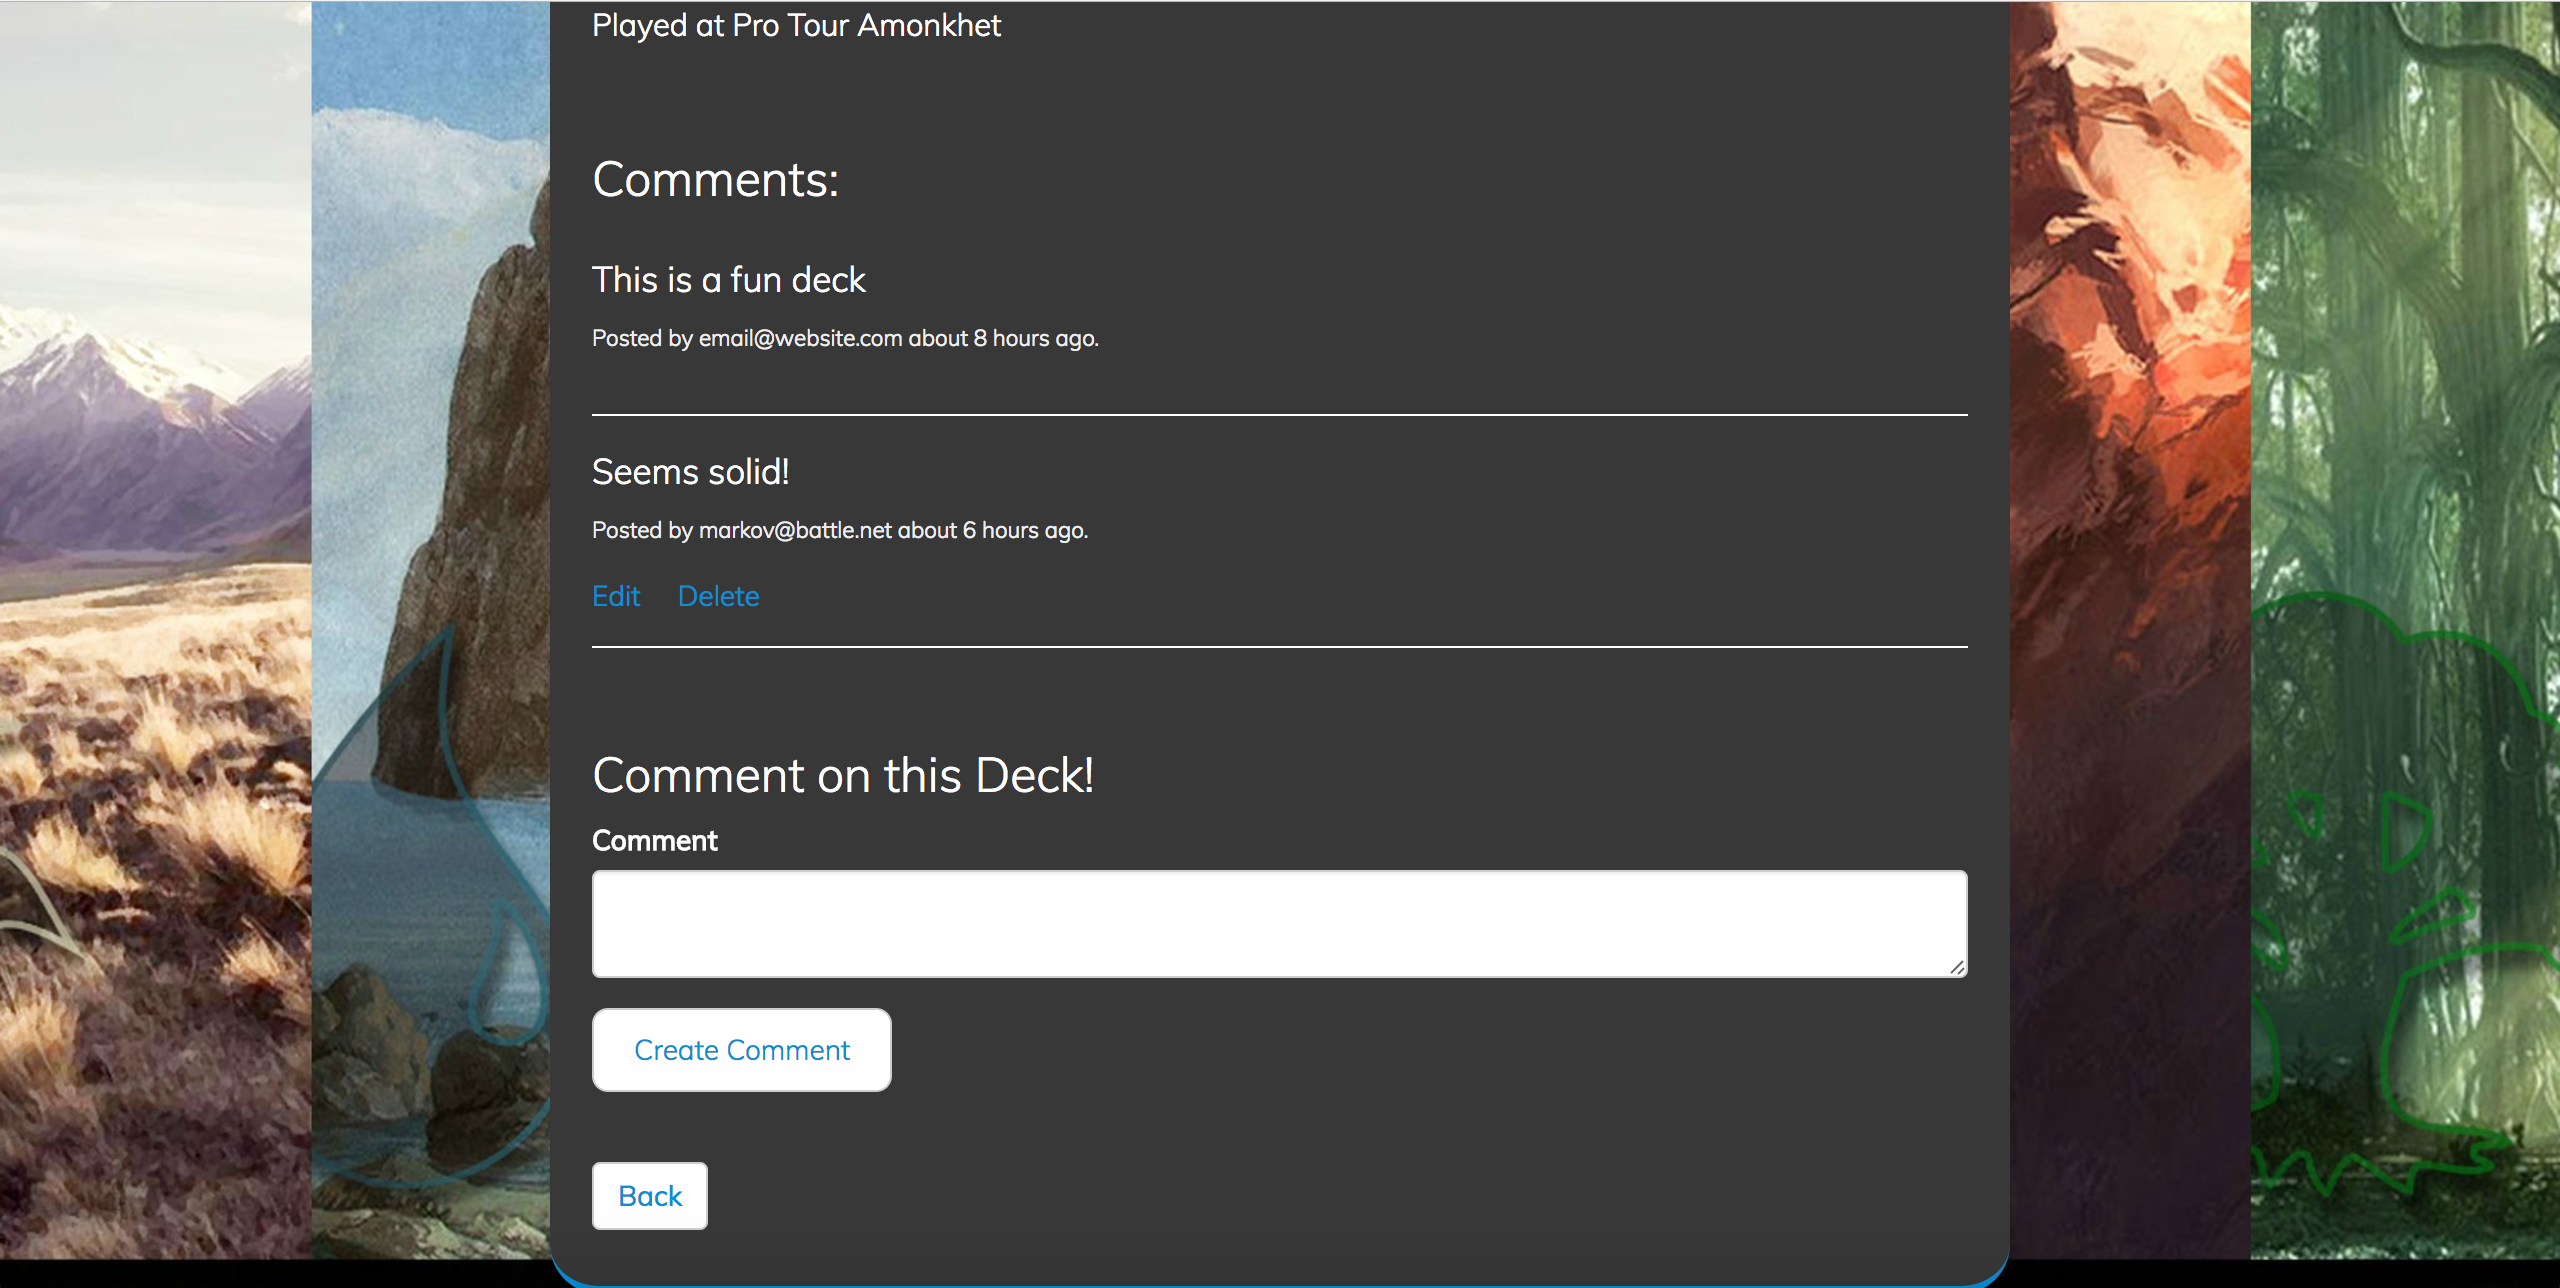 Played at Pro Tour Amonkhet
Comments:
This is a fun deck
Posted by email@website.com about 8 hours ago.
Seems solid!
Posted by markov@battle.net about 6 hours ago.
Edit Delete
Comment on this Deck!
Comment
Create Comment
Back